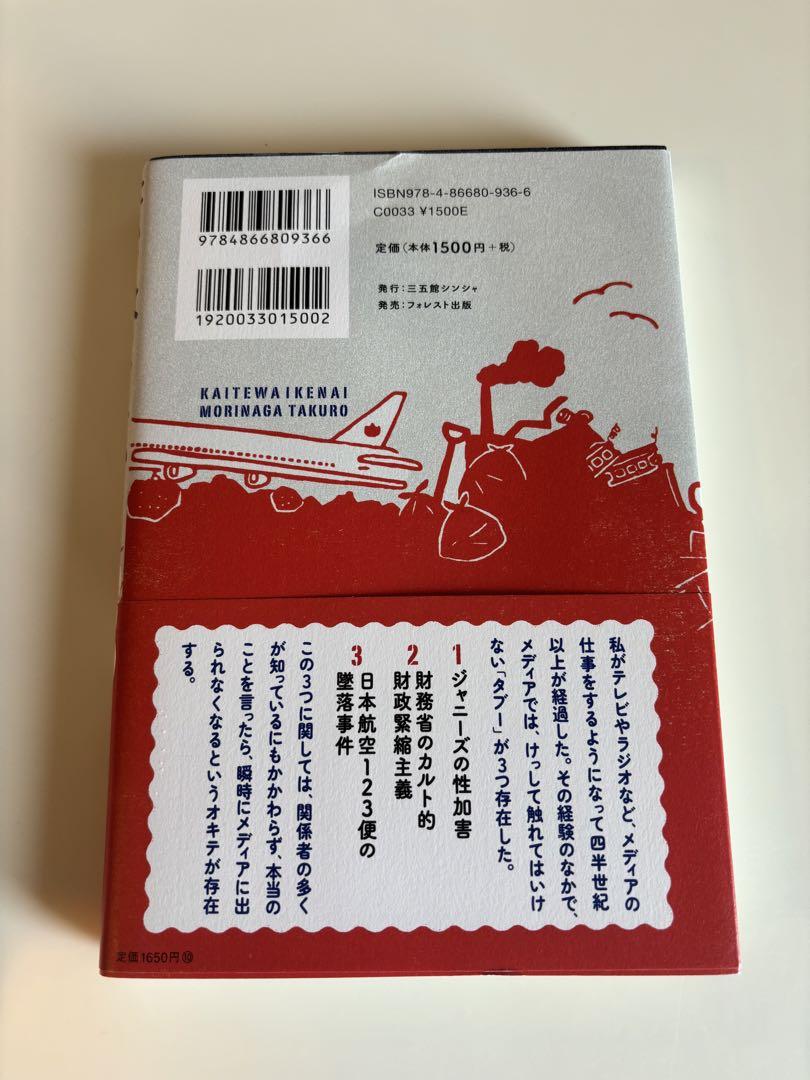 9784866809366
1920033015002
ISBN978-4-86680-936-6
C0033 ¥1500E
定価(本体1500円+税)
発行:三五館シンシャ
発売:フォレスト出版
KAITEWAIKENAI
MORINAGA TAKURO
私がテレビやラジオなど、メディアの
仕事をするようになって四半世紀
以上が経過した。その経験のなかで、
メディアでは、けっして触れてはいけ
ない「タブー」が3つ存在した。
1 ジャニーズの性加害
2 財務省のカルト的
財政緊縮主義
3 日本航空123便の
墜落事件
この3つに関しては、関係者の多く
が知っているにもかかわらず、本当の
ことを言ったら、瞬時にメディアに出
られなくなるというオキテが存在
する。
定価1650円⑩